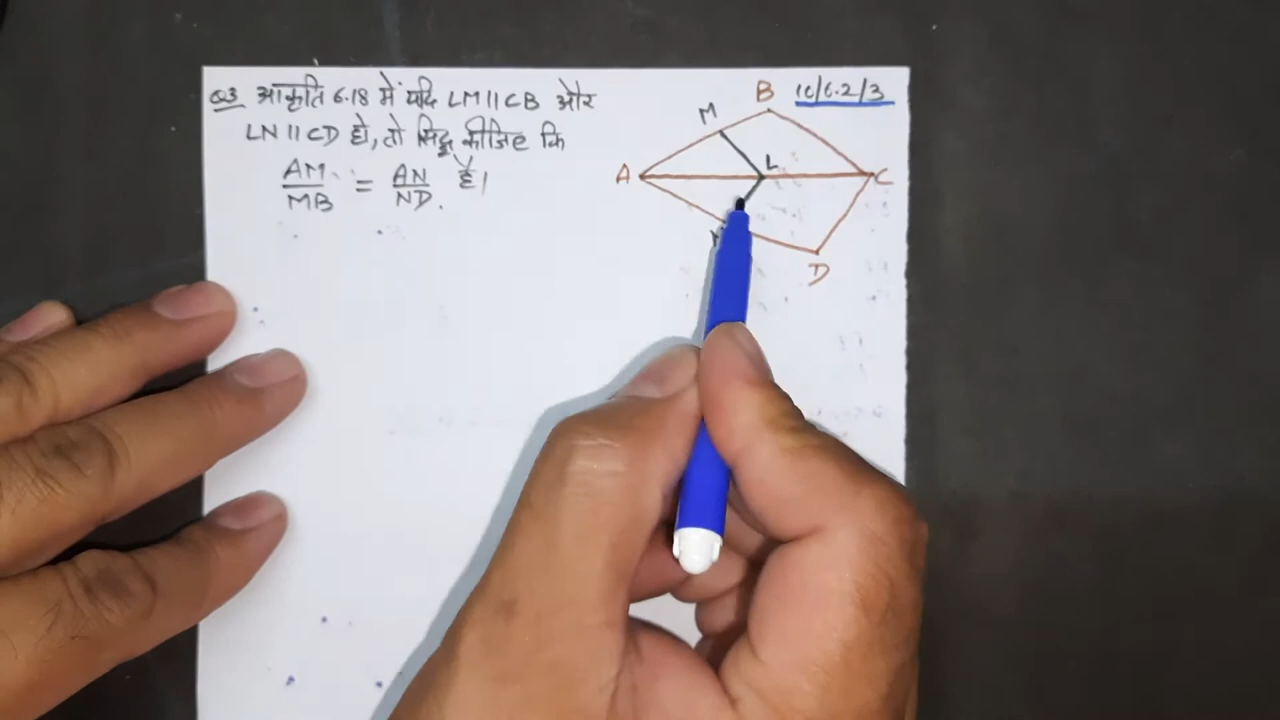 Q3 आकृति 6.18 में यदि LM||CB और
LN||CD हो, तो सिद्ध कीजिए कि
AM/MB = AN/ND. है।
10/6.2/3
B
M
A
L
C
D